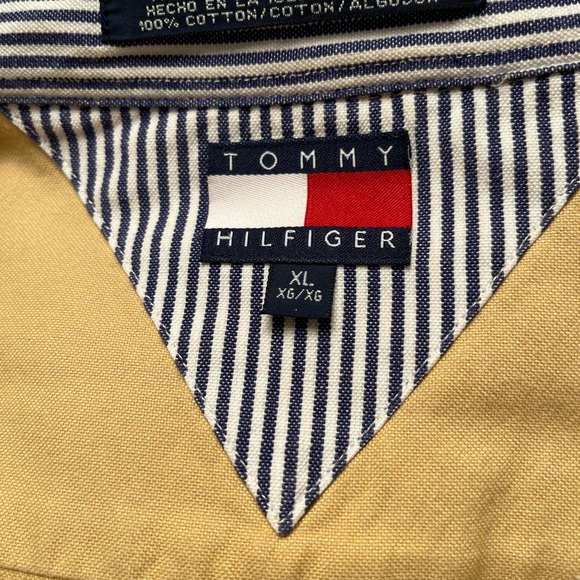 HECHO EN LA
100% COTTON/COTON/ALGODON
TOMMY
HILFIGER
XL
XG/XG